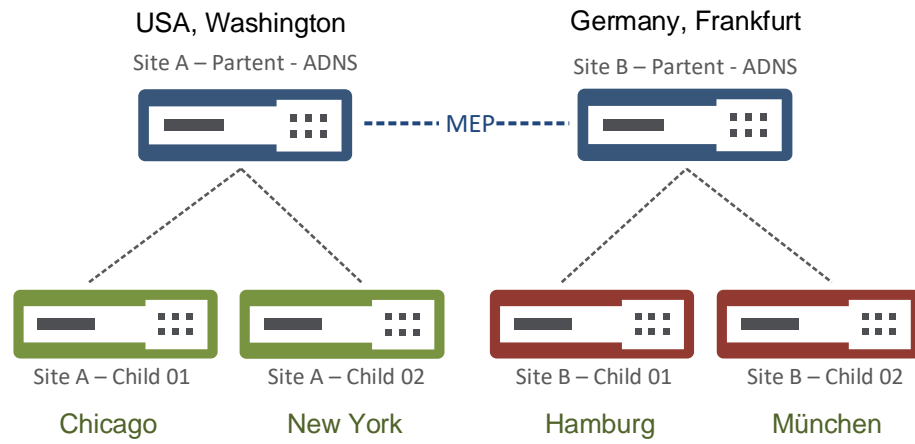 USA, Washington
Germany, Frankfurt
Site A – Partent - ADNS
Site B – Partent - ADNS
MEP
Site A – Child 01
Site A – Child 02
Site B – Child 01
Site B – Child 02
Chicago
New York
Hamburg
München